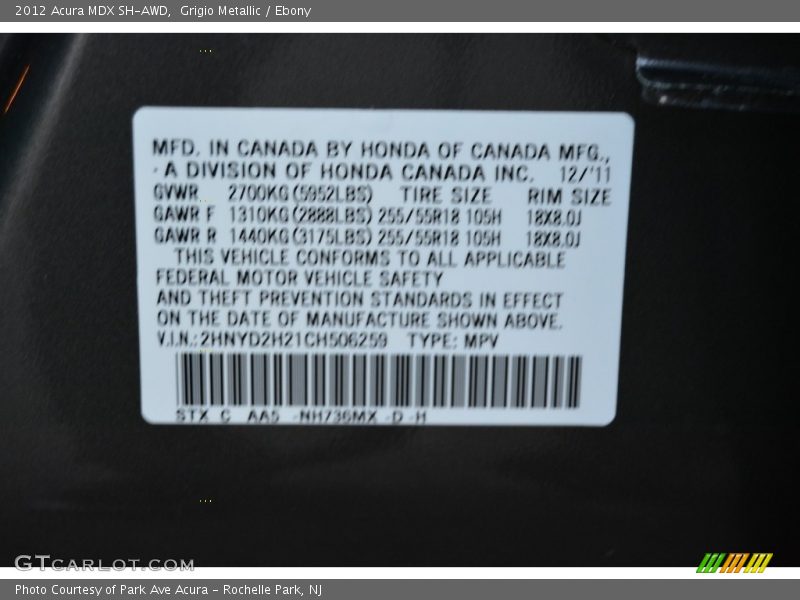 2012 Acura MDX SH-AWD,  Grigio Metallic / Ebony
MFD. IN CANADA BY HONDA OF CANADA MFG.,
A DIVISION OF HONDA CANADA INC. 12/'11
GVWR 2700KG(5952LBS) TIRE SIZE RIM SIZE
GAWR F 1310KG(2888LBS) 255/55R18 105H 18X8.0J
GAWR R 1440KG(3175LBS) 255/55R18 105H 18X8.0J
THIS VEHICLE CONFORMS TO ALL APPLICABLE
FEDERAL MOTOR VEHICLE SAFETY
AND THEFT PREVENTION STANDARDS IN EFFECT
ON THE DATE OF MANUFACTURE SHOWN ABOVE.
V.I.N.:2HNYD2H21CH506259 TYPE: MPV
STX C AA5 -NH736MX -D -H
GTCARLOT.COM
Photo Courtesy of Park Ave Acura - Rochelle Park, NJ